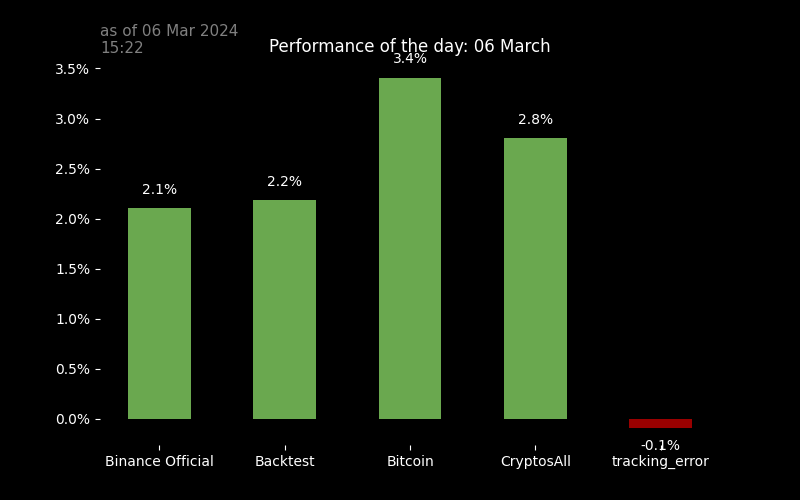 as of 06 Mar 2024
15:22
Performance of the day: 06 March
3.5%
3.0%
2.5%
2.0%
1.5%
1.0%
0.5%
0.0%
2.1%
2.2%
3.4%
2.8%
-0.1%
Binance Official
Backtest
Bitcoin
CryptosAll
tracking_error